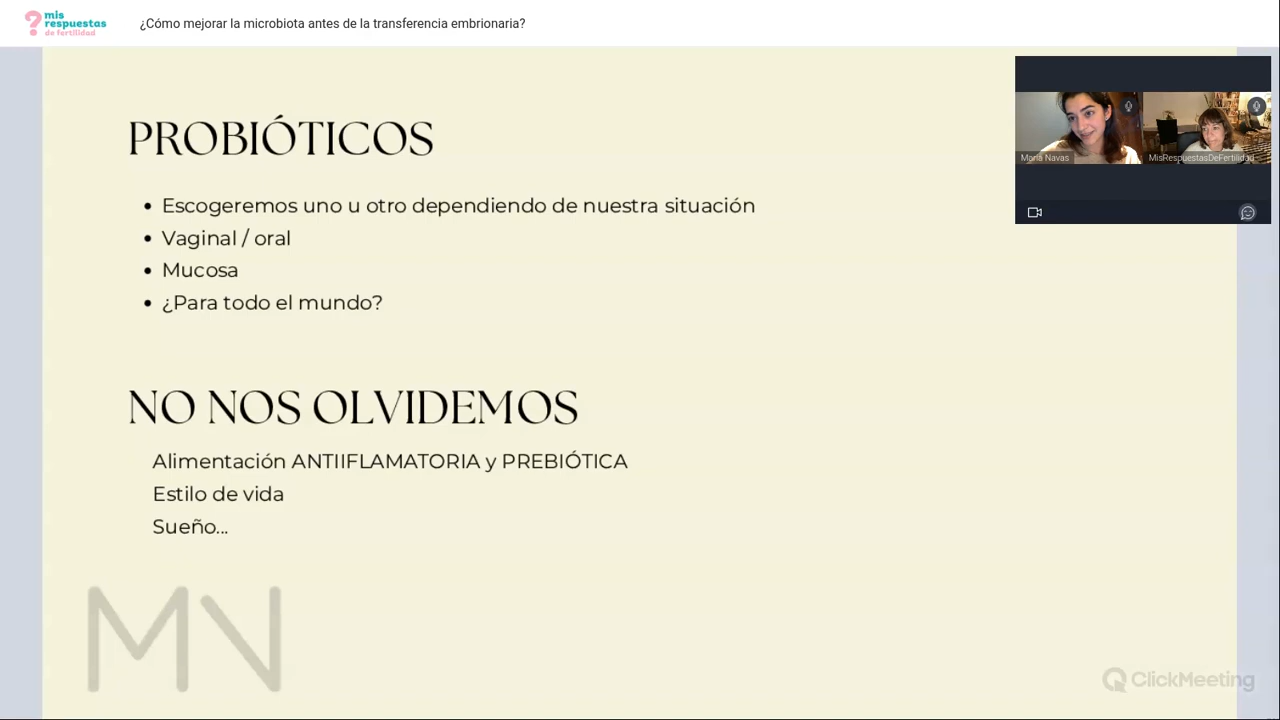 mis
respuestas
de fertilidad
¿Cómo mejorar la microbiota antes de la transferencia embrionaria?
PROBIÓTICOS
• Escogeremos uno u otro dependiendo de nuestra situación
• Vaginal / oral
• Mucosa
• ¿Para todo el mundo?
NO NOS OLVIDEMOS
Alimentación ANTIIFLAMATORIA y PREBIÓTICA
Estilo de vida
Sueño...
María Navas
MisRespuestasDeFertilidad
MN
ClickMeeting